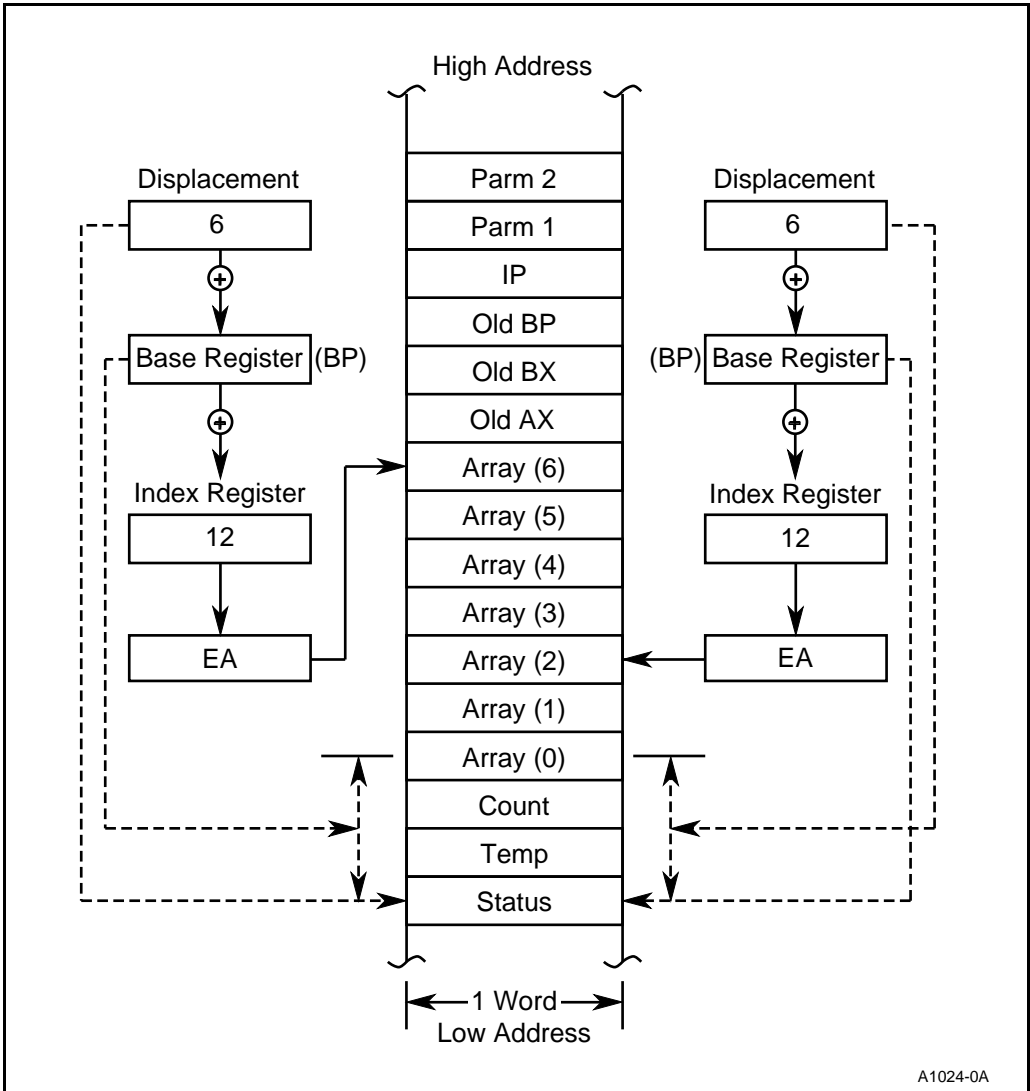 High Address
Displacement
6
Base Register (BP)
Index Register
12
EA
Parm 2
Parm 1
IP
Old BP
Old BX
Old AX
Array (6)
Array (5)
Array (4)
Array (3)
Array (2)
Array (1)
Array (0)
Count
Temp
Status
Displacement
6
(BP) Base Register
Index Register
12
EA
1 Word
Low Address
A1024-0A